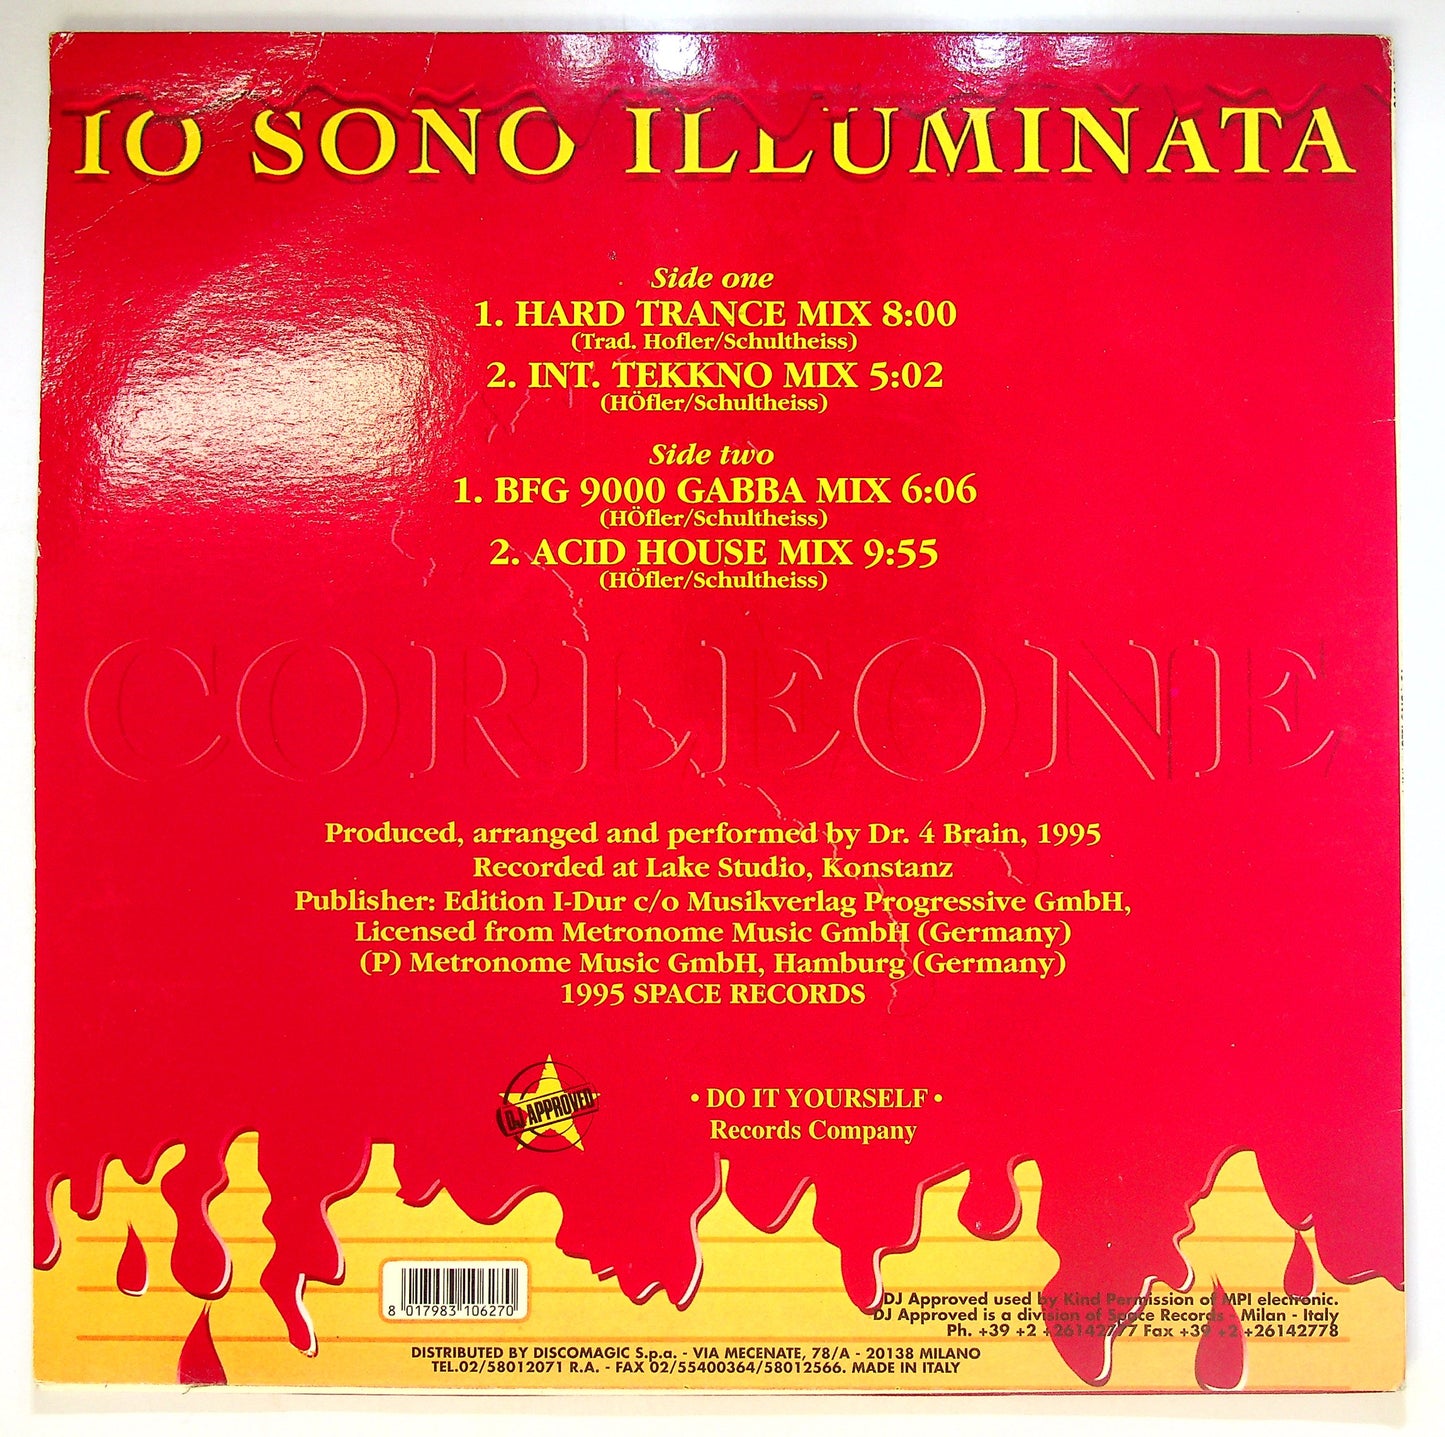 IO SONO ILLUMINATA
Side one
1. HARD TRANCE MIX 8:00
(Trad. Hofler/Schultheiss)
2. INT. TEKKNO MIX 5:02
(HÖfler/Schultheiss)
Side two
1. BFG 9000 GABBA MIX 6:06
(HÖfler/Schultheiss)
2. ACID HOUSE MIX 9:55
(HÖfler/Schultheiss)
CORLEONE
Produced, arranged and performed by Dr. 4 Brain, 1995
Recorded at Lake Studio, Konstanz
Publisher: Edition I-Dur c/o Musikverlag Progressive GmbH,
Licensed from Metronome Music GmbH (Germany)
(P) Metronome Music GmbH, Hamburg (Germany)
1995 SPACE RECORDS
DJ APPROVED
• DO IT YOURSELF •
Records Company
8 017983 106270
DJ Approved used by Kind Permission of MPI electronic.
DJ Approved is a division of Space Records - Milan - Italy
Ph. +39 +2 +26142777 Fax +39 +2 +26142778
DISTRIBUTED BY DISCOMAGIC S.p.a. - VIA MECENATE, 78/A - 20138 MILANO
TEL.02/58012071 R.A. - FAX 02/55400364/58012566. MADE IN ITALY